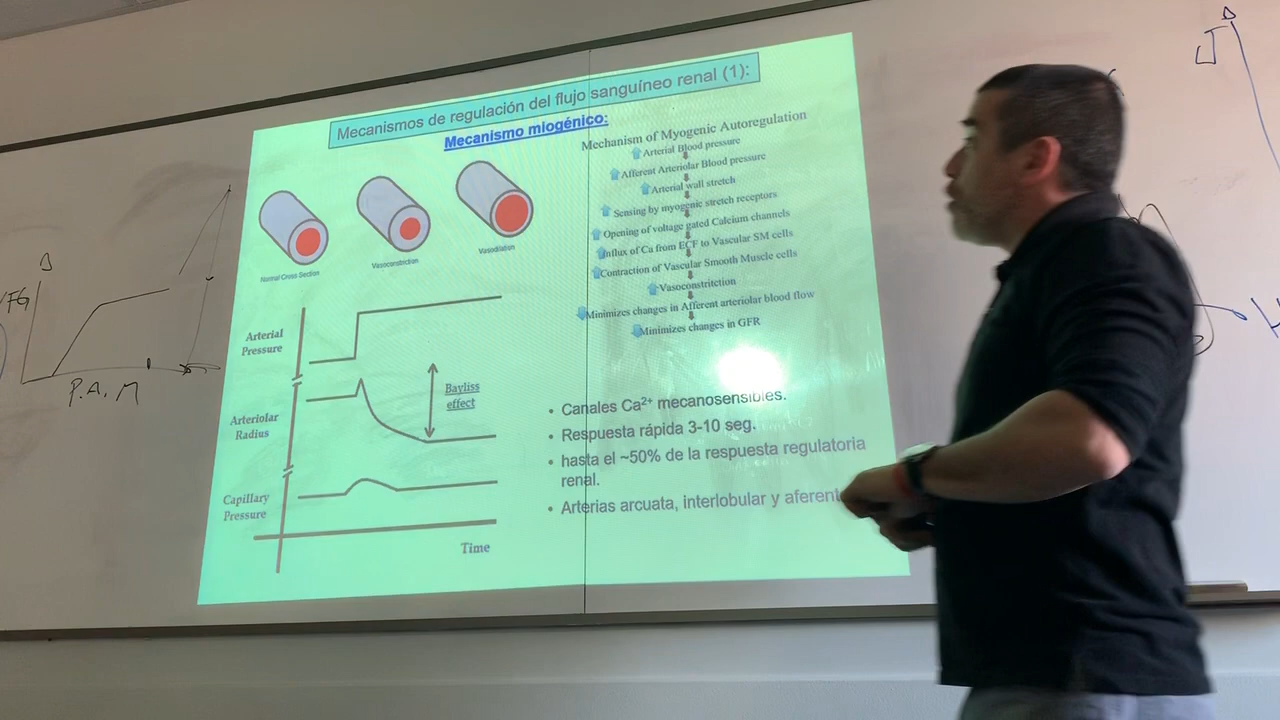 Mecanismos de regulación del flujo sanguíneo renal (1):
Mecanismo miogénico:
Normal Cross Section
Vasoconstriction
Vasodilation
Mechanism of Myogenic Autoregulation
Arterial Blood pressure
Afferent Arteriolar Blood pressure
Arterial wall stretch
Sensing by myogenic stretch receptors
Opening of voltage gated Calcium channels
Influx of Ca from ECF to Vascular SM cells
Contraction of Vascular Smooth Muscle cells
Vasoconstritction
Minimizes changes in Afferent arteriolar blood flow
Minimizes changes in GFR
Arterial
Pressure
Bayliss
effect
Arteriolar
Radius
Capillary
Pressure
Time
• Canales Ca²⁺ mecanosensibles.
• Respuesta rápida 3-10 seg.
• hasta el ~50% de la respuesta regulatoria
renal.
• Arterias arcuata, interlobular y aferent
P.A.M